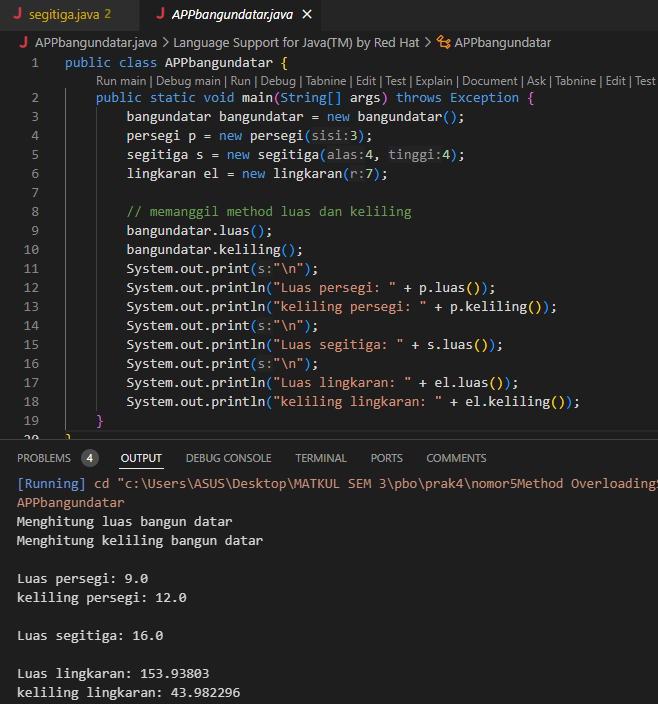 segitiga.java 2 APPbangundatar.java ×
APPbangundatar.java > Language Support for Java(TM) by Red Hat > APPbangundatar
1 public class APPbangundatar {
Run main | Debug main | Run | Debug | Tabnine | Edit | Test | Explain | Document | Ask | Tabnine | Edit | Test
2 public static void main(String[] args) throws Exception {
3 bangundatar bangundatar = new bangundatar();
4 persegi p = new persegi(sisi:3);
5 segitiga s = new segitiga(alas:4, tinggi:4);
6 lingkaran el = new lingkaran(r:7);
7
8 // memanggil method luas dan keliling
9 bangundatar.luas();
10 bangundatar.keliling();
11 System.out.print(s:"\n");
12 System.out.println("Luas persegi: " + p.luas());
13 System.out.println("keliling persegi: " + p.keliling());
14 System.out.print(s:"\n");
15 System.out.println("Luas segitiga: " + s.luas());
16 System.out.print(s:"\n");
17 System.out.println("Luas lingkaran: " + el.luas());
18 System.out.println("keliling lingkaran: " + el.keliling());
19 }
20 }
PROBLEMS 4 OUTPUT DEBUG CONSOLE TERMINAL PORTS COMMENTS
[Running] cd "c:\Users\ASUS\Desktop\MATKUL SEM 3\pbo\prak4\nomor5Method Overloading
APPbangundatar
Menghitung luas bangun datar
Menghitung keliling bangun datar
Luas persegi: 9.0
keliling persegi: 12.0
Luas segitiga: 16.0
Luas lingkaran: 153.93803
keliling lingkaran: 43.982296